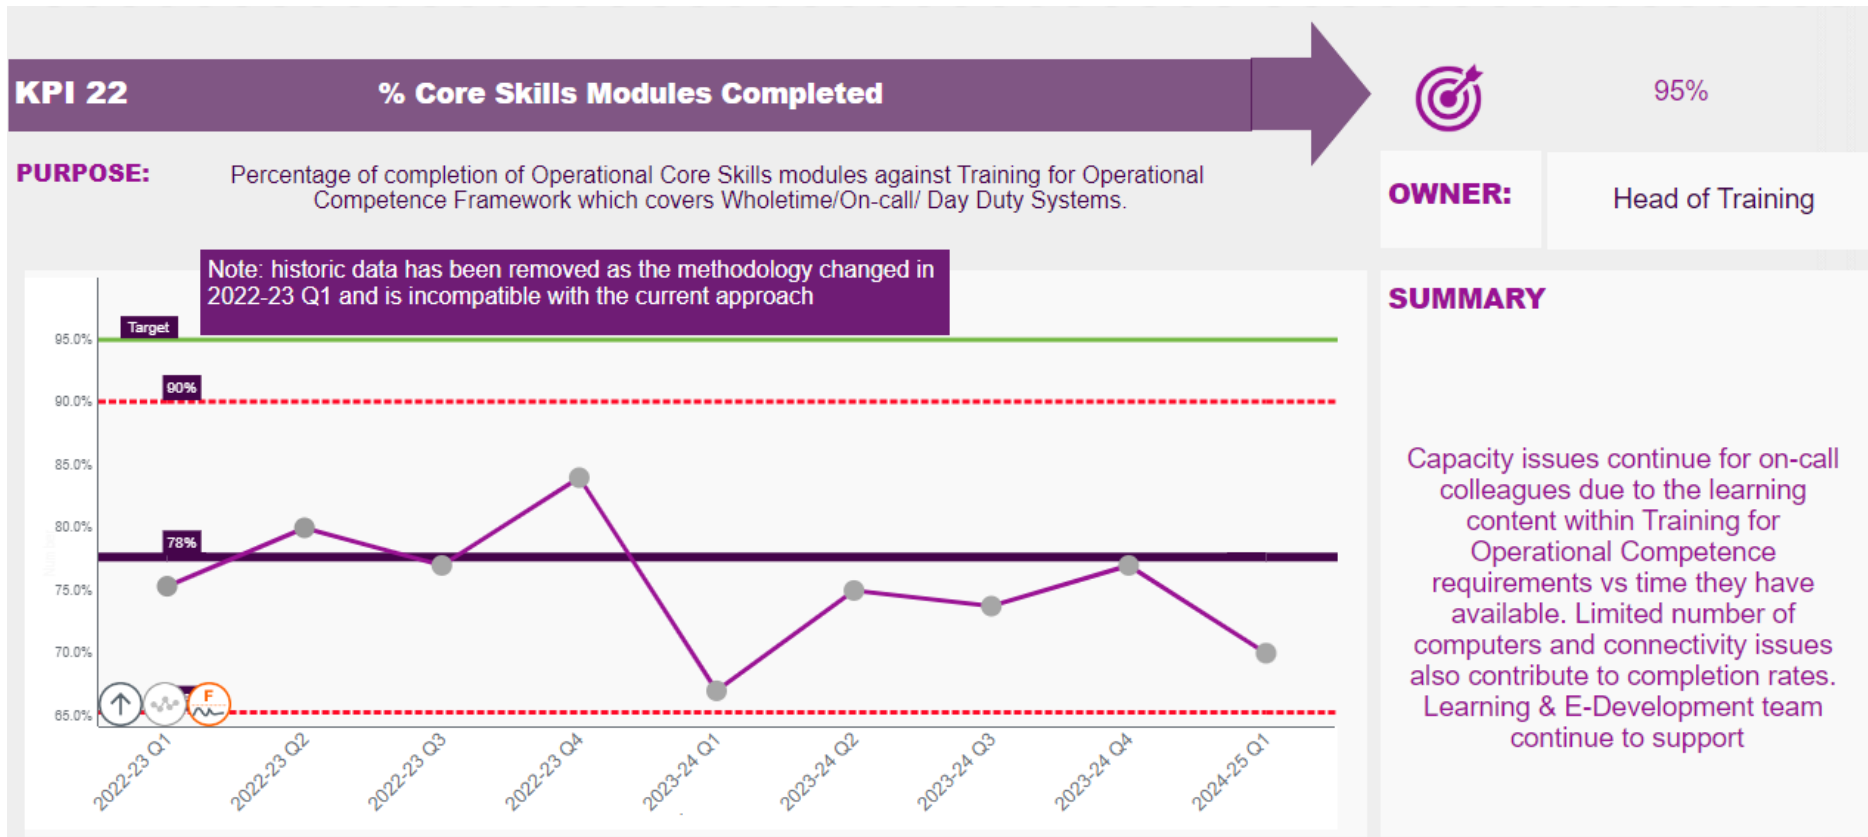 KPI 22
% Core Skills Modules Completed
95%
PURPOSE:
Percentage of completion of Operational Core Skills modules against Training for Operational
Competence Framework which covers Wholetime/On-call/ Day Duty Systems.
OWNER:
Head of Training
Note: historic data has been removed as the methodology changed in
2022-23 Q1 and is incompatible with the current approach
Target
95.0%
90%
90.0%
85.0%
80.0%
78%
75.0%
70.0%
65.0%
F
2022-23 Q1
2022-23 Q2
2022-23 Q3
2022-23 Q4
2023-24 Q1
2023-24 Q2
2023-24 Q3
2023-24 Q4
2024-25 Q1
SUMMARY
Capacity issues continue for on-call
colleagues due to the learning
content within Training for
Operational Competence
requirements vs time they have
available. Limited number of
computers and connectivity issues
also contribute to completion rates.
Learning & E-Development team
continue to support